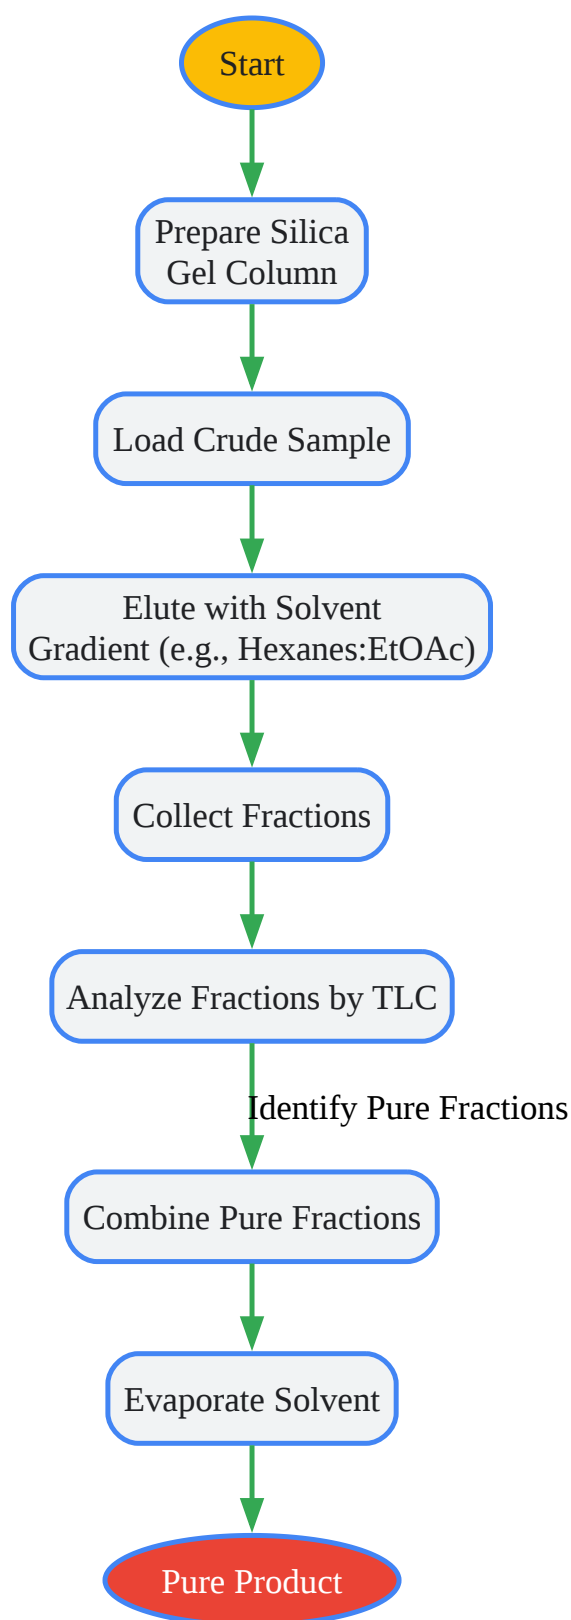 Start
Prepare Silica
Gel Column
Load Crude Sample
Elute with Solvent
Gradient (e.g., Hexanes:EtOAc)
Collect Fractions
Analyze Fractions by TLC
Identify Pure Fractions
Combine Pure Fractions
Evaporate Solvent
Pure Product